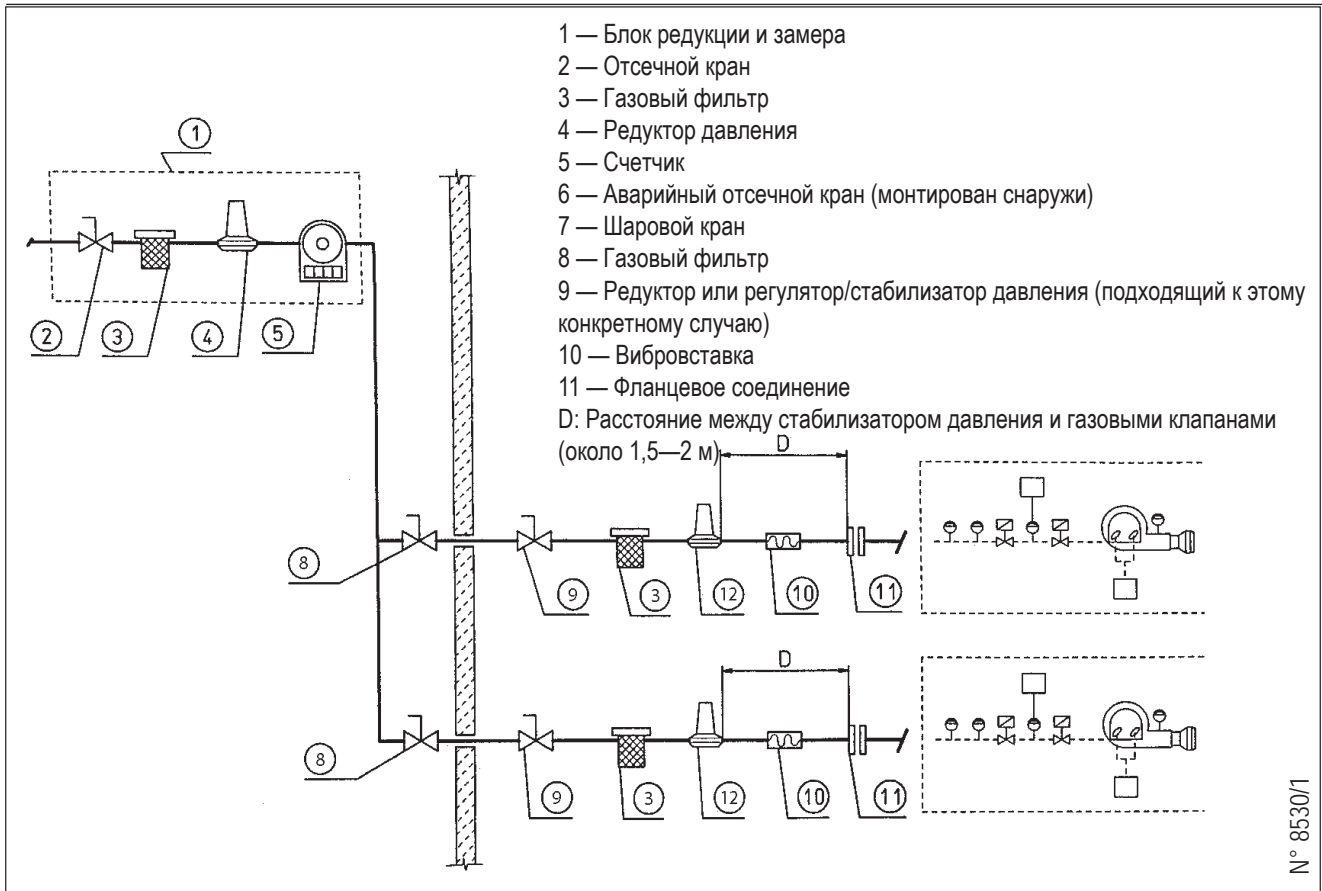 1 — Блок редукции и замера
2 — Отсечной кран
3 — Газовый фильтр
4 — Редуктор давления
5 — Счетчик
6 — Аварийный отсечной кран (монтирован снаружи)
7 — Шаровой кран
8 — Газовый фильтр
9 — Редуктор или регулятор/стабилизатор давления (подходящий к этому
конкретному случаю)
10 — Вибровставка
11 — Фланцевое соединение
D: Расстояние между стабилизатором давления и газовыми клапанами
(около 1,5—2 м)
1
2
3
4
5
D
8
9
3
12
10
11
D
8
9
3
12
10
11
N° 8530/1